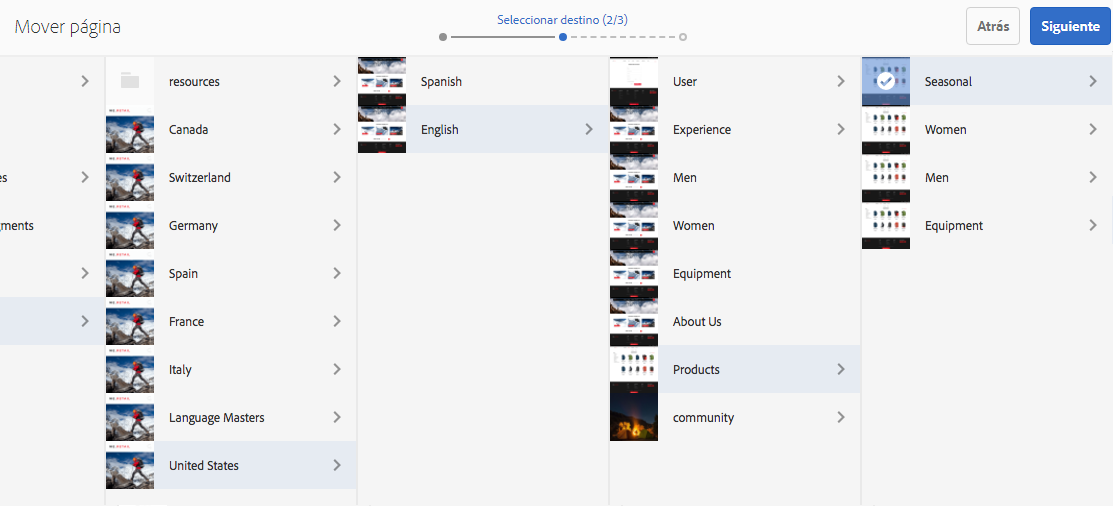 Mover página
Seleccionar destino (2/3)
Atrás
Siguiente
es
gments
resources
Canada
Switzerland
Germany
Spain
France
Italy
Language Masters
United States
Spanish
English
User
Experience
Men
Women
Equipment
About Us
Products
community
Seasonal
Women
Men
Equipment